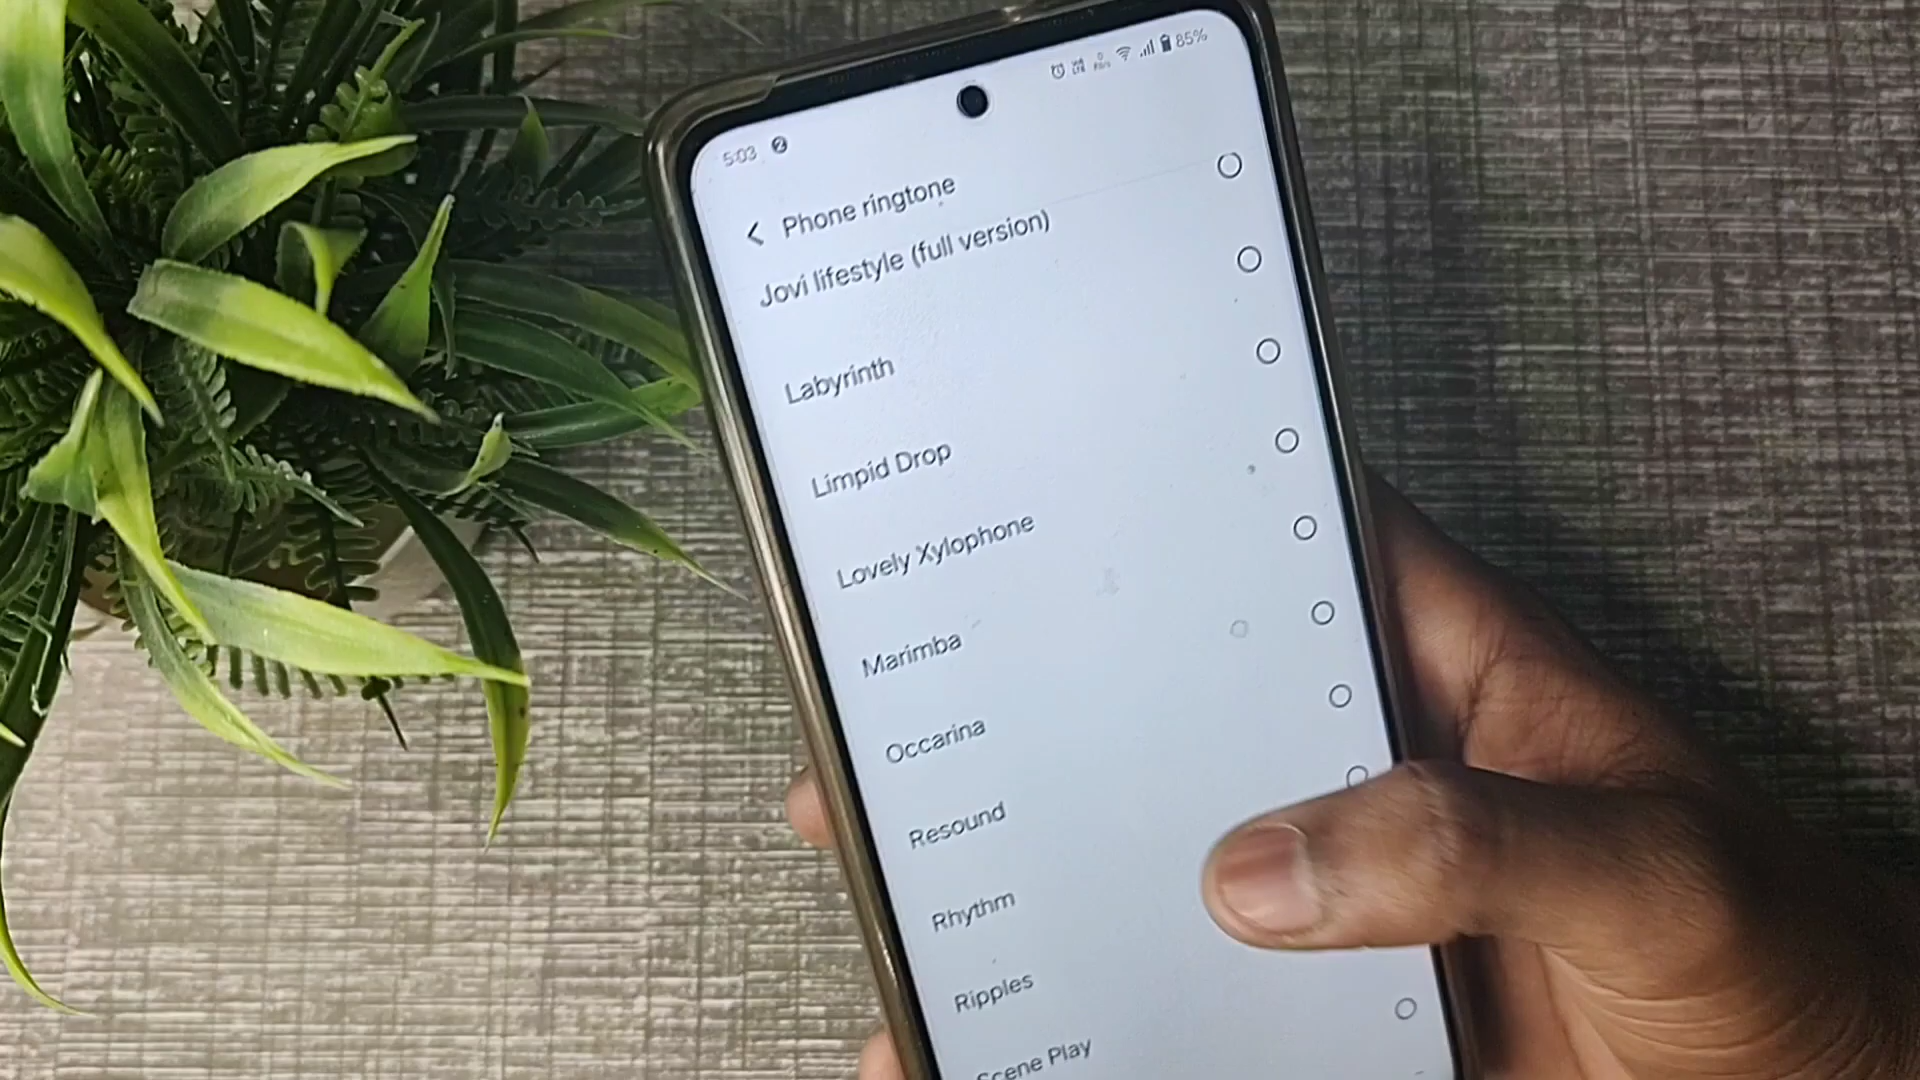 5:03
85%
Phone ringtone
Jovi lifestyle (full version)
Labyrinth
Limpid Drop
Lovely Xylophone
Marimba
Occarina
Resound
Rhythm
Ripples
Scene Play